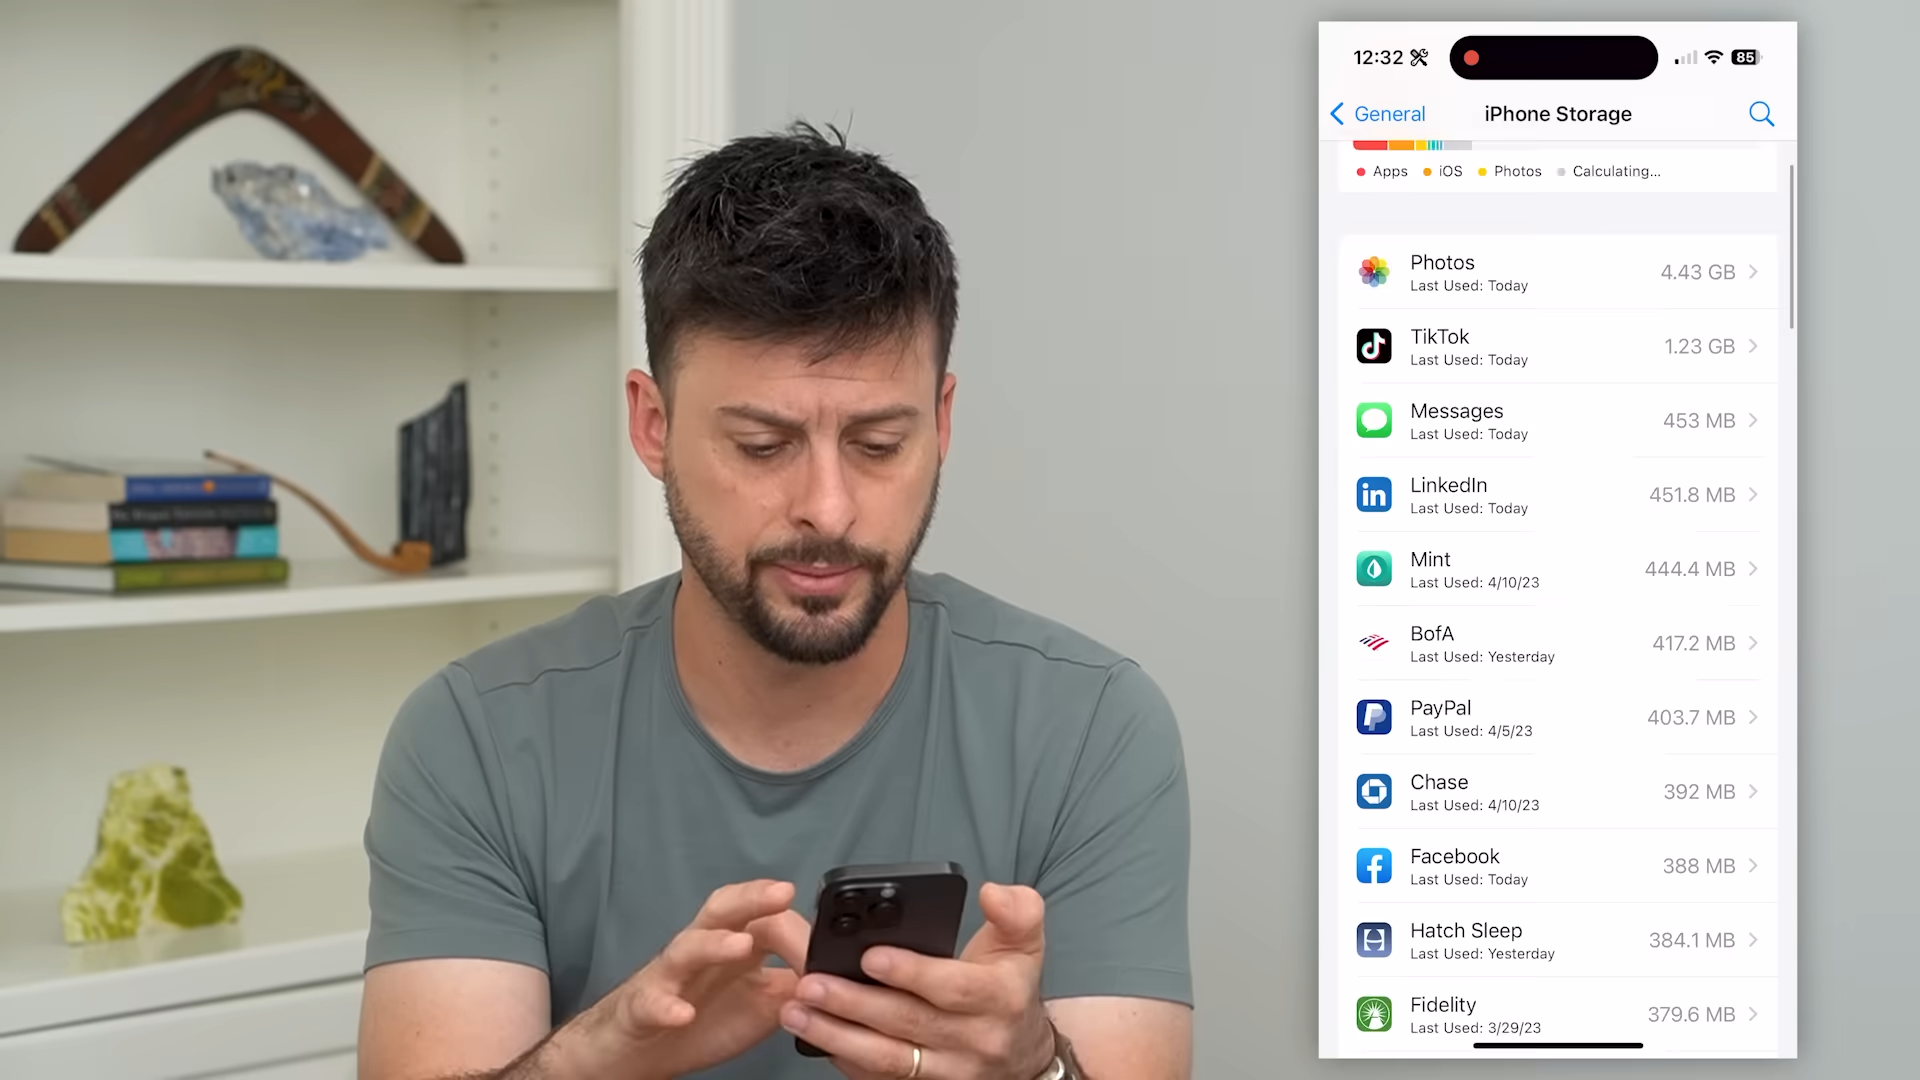 12:32
85
General
iPhone Storage
Apps
iOS
Photos
Calculating...
Photos
Last Used: Today
4.43 GB
TikTok
Last Used: Today
1.23 GB
Messages
Last Used: Today
453 MB
LinkedIn
Last Used: Today
451.8 MB
Mint
Last Used: 4/10/23
444.4 MB
BofA
Last Used: Yesterday
417.2 MB
PayPal
Last Used: 4/5/23
403.7 MB
Chase
Last Used: 4/10/23
392 MB
Facebook
Last Used: Today
388 MB
Hatch Sleep
Last Used: Yesterday
384.1 MB
Fidelity
Last Used: 3/29/23
379.6 MB